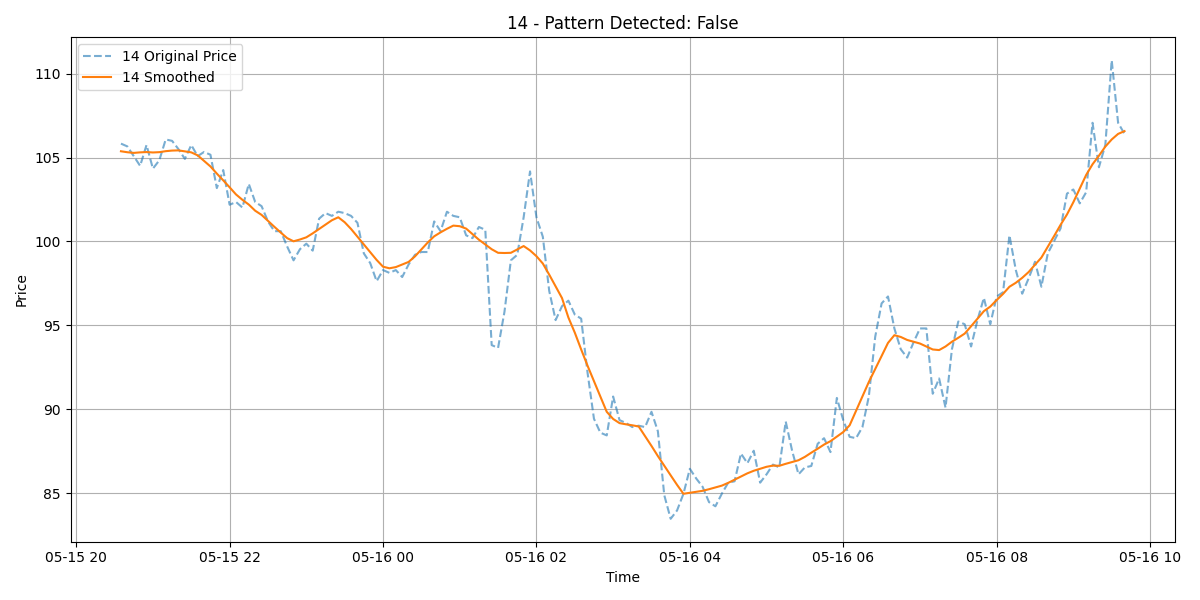 14 - Pattern Detected: False
14 Original Price
14 Smoothed
Price
110
105
100
95
90
85
05-15 20 05-15 22 05-16 00 05-16 02 05-16 04 05-16 06 05-16 08 05-16 10
Time